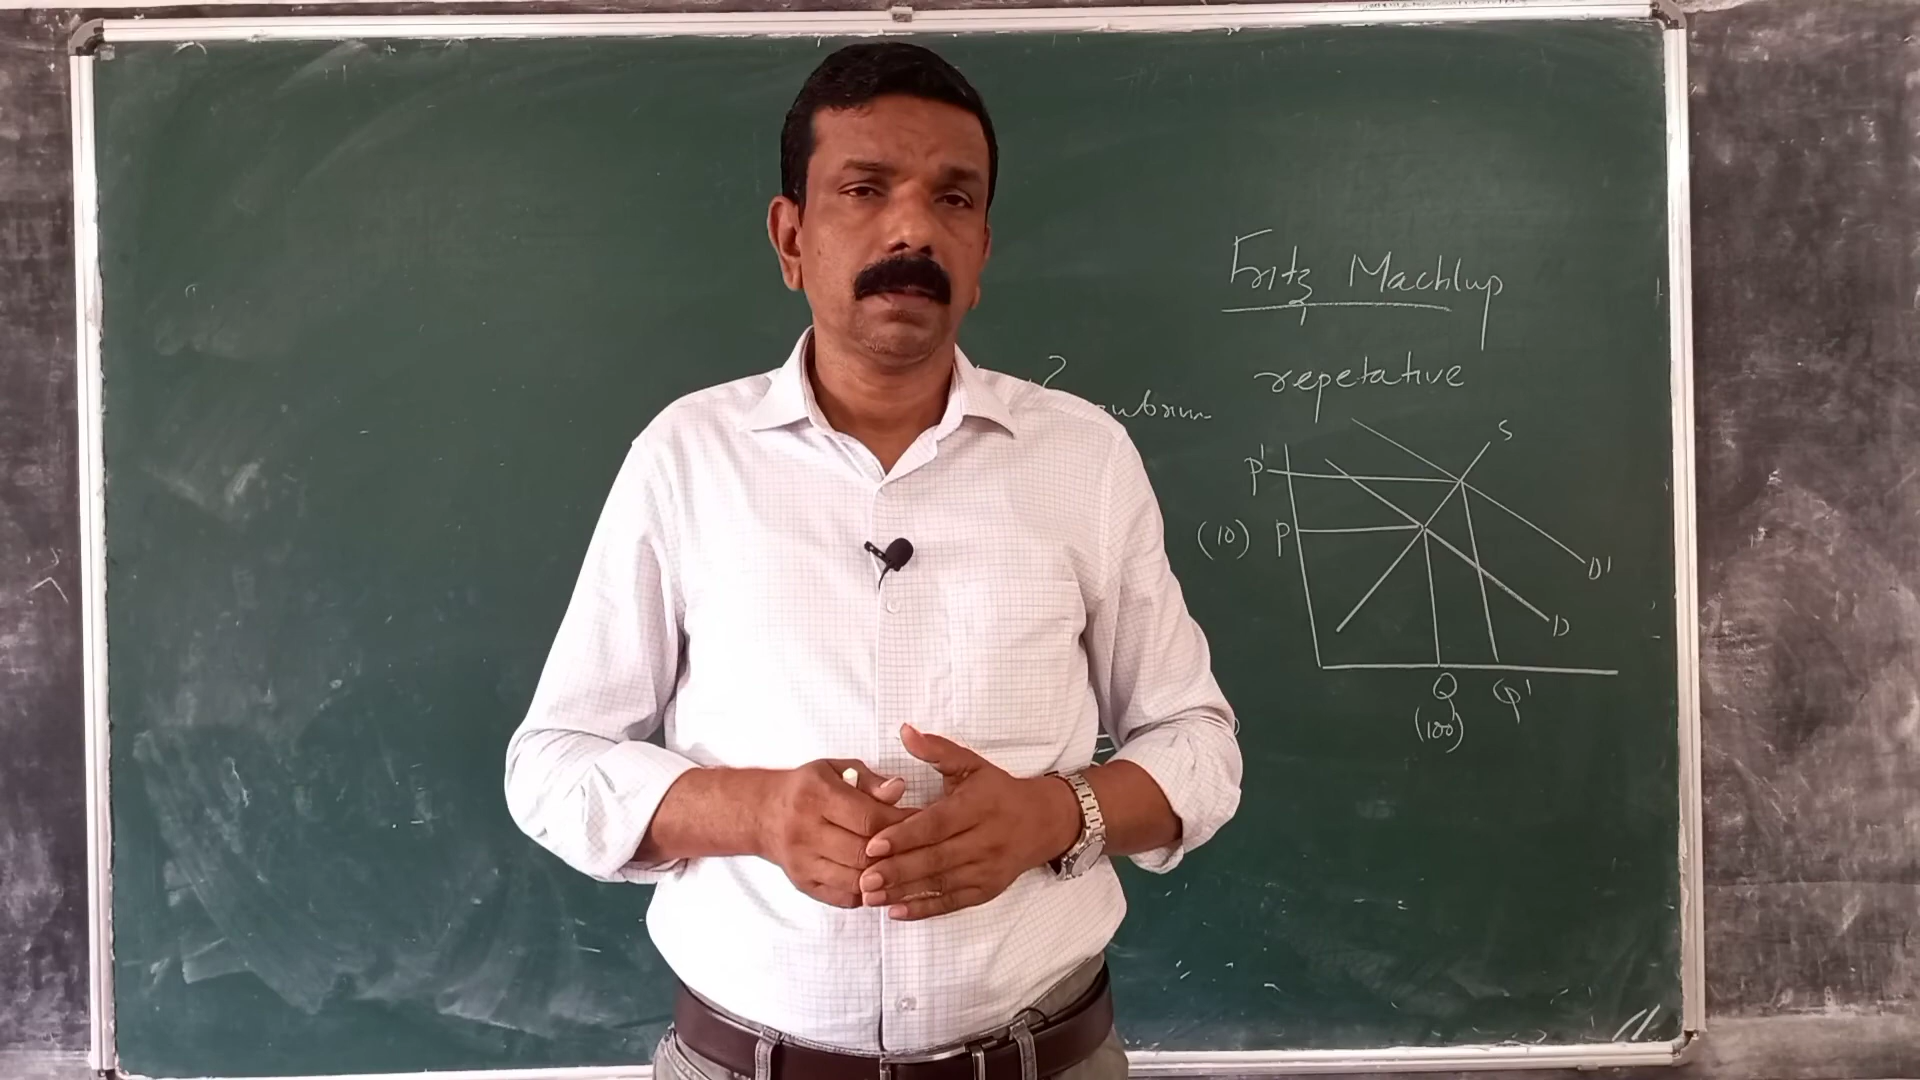 Fritz Machlup
repetative
S
P'
(10) P
D'
D
Q Q'
(100)